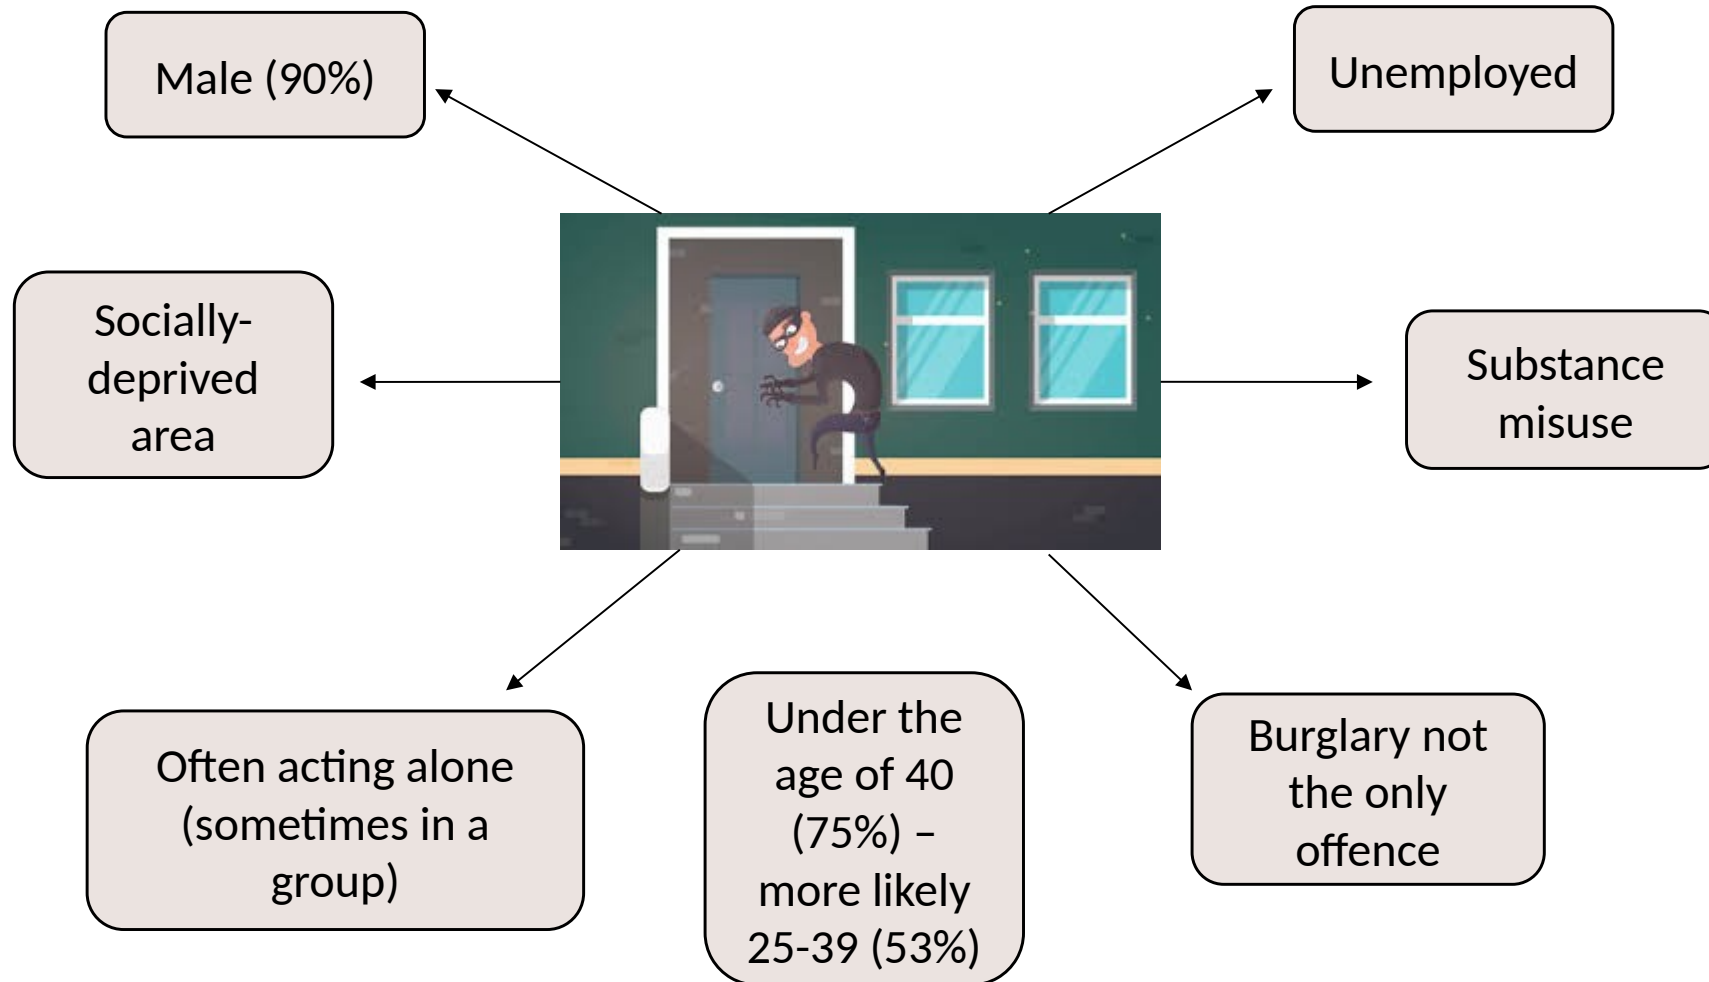 Male (90%)
Unemployed
Socially-
deprived
area
Substance
misuse
Often acting alone
(sometimes in a
group)
Under the
age of 40
(75%) –
more likely
25-39 (53%)
Burglary not
the only
offence